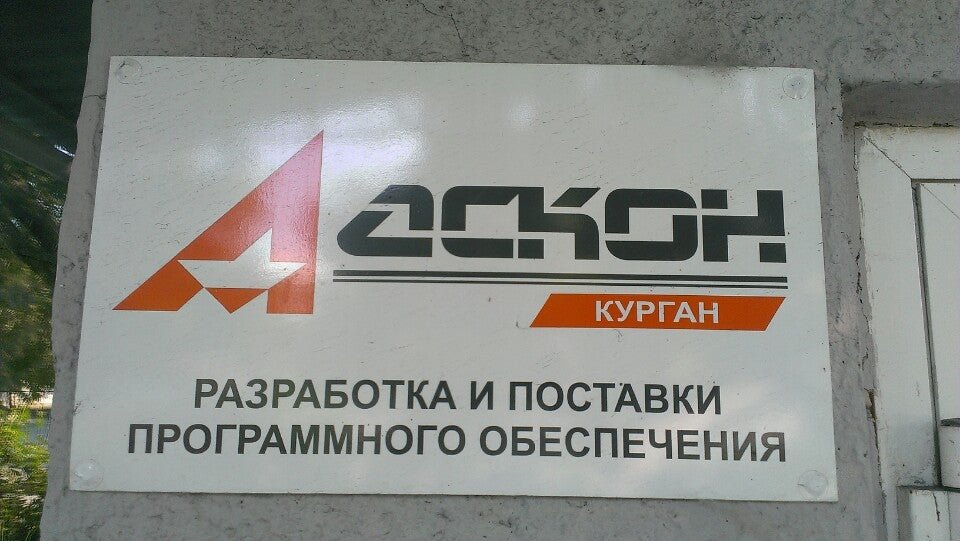 АСКОН
КУРГАН
РАЗРАБОТКА И ПОСТАВКИ
ПРОГРАММНОГО ОБЕСПЕЧЕНИЯ